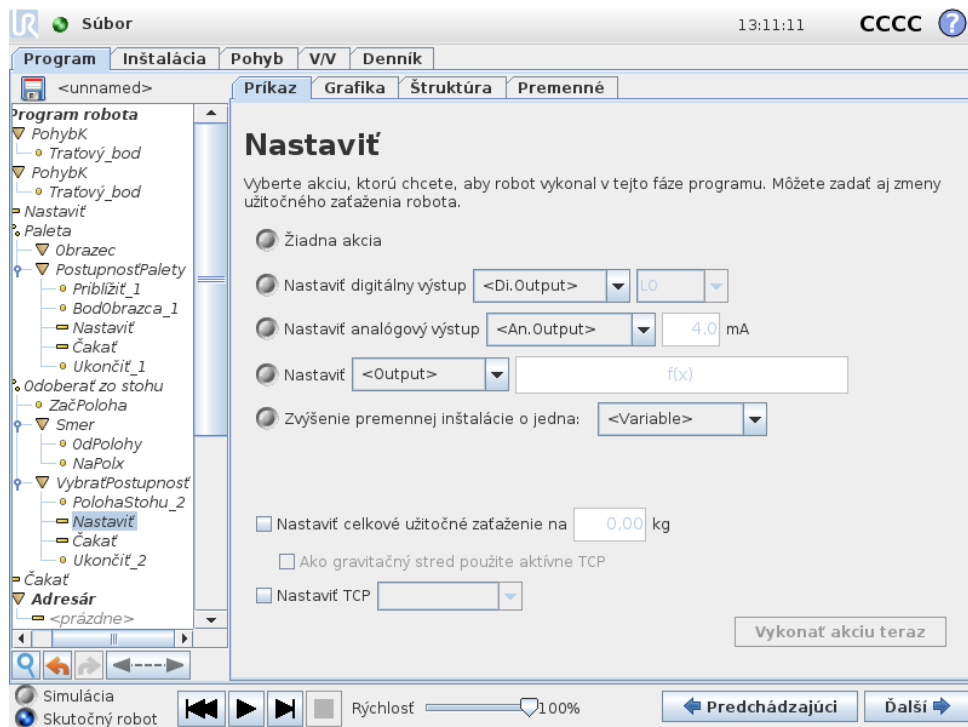 UR Súbor 13:11:11 CCCC ?
Program Inštalácia Pohyb V/V Denník
<unnamed>
Príkaz Grafika Štruktúra Premenné
Program robota
PohybK
Traťový_bod
PohybK
Traťový_bod
Nastaviť
Paleta
Obrazec
PostupnosťPalety
Priblížiť_1
BodObrazca_1
Nastaviť
Čakať
Ukončiť_1
Odoberať zo stohu
ZačPoloha
Smer
OdPolohy
NaPolx
VybraťPostupnosť
PolohaStohu_2
Nastaviť
Čakať
Ukončiť_2
Čakať
Adresár
<prázdne>
Nastaviť
Vyberte akciu, ktorú chcete, aby robot vykonal v tejto fáze programu. Môžete zadať aj zmeny
užitočného zaťaženia robota.
Žiadna akcia
Nastaviť digitálny výstup <Di.Output> LO
Nastaviť analógový výstup <An.Output> 4.0 mA
Nastaviť <Output> f(x)
Zvýšenie premennej inštalácie o jedna: <Variable>
Nastaviť celkové užitočné zaťaženie na 0,00 kg
Ako gravitačný stred použite aktívne TCP
Nastaviť TCP
Vykonať akciu teraz
Simulácia
Skutočný robot
Rýchlosť 100%
Predchádzajúci Ďalší